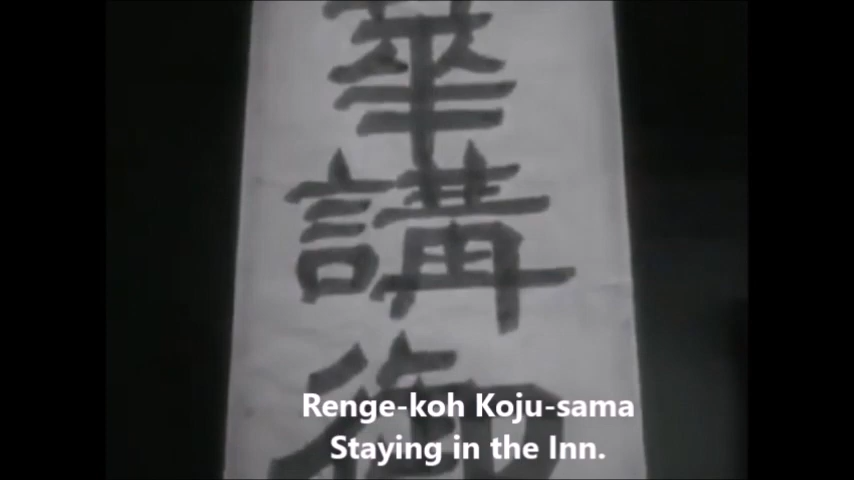 華
講
御
Renge-koh Koju-sama
Staying in the Inn.